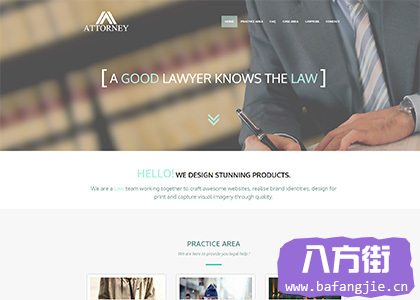 ATTORNEY
HOME PRACTICE AREA FAQ CASE AREA LAWYERS CONTACT
[A GOOD LAWYER KNOWS THE LAW]
HELLO! WE DESIGN STUNNING PRODUCTS.
We are a Law team working together to craft awesome websites, realise brand identities, design for
print and capture visual imagery through quality.
PRACTICE AREA
We are here to provide you legal help !
八方街
www.bafangjie.cn